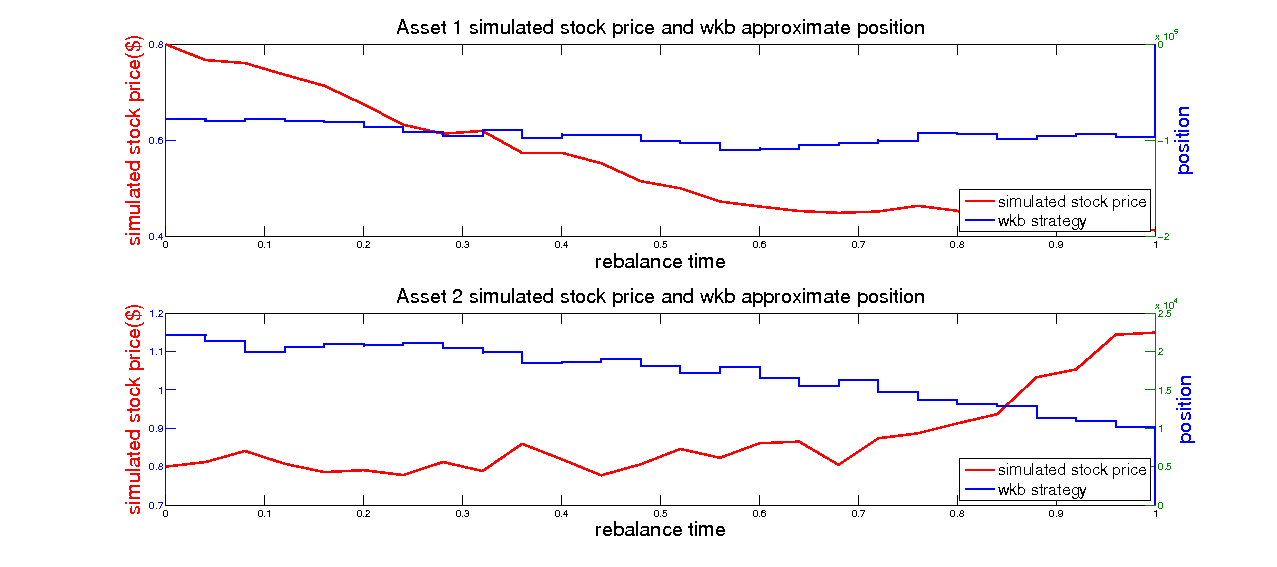 Asset 1 simulated stock price and wkb approximate position
x 10^5
0.8
0.6
0.4
simulated stock price($)
0
-1
-2
position
simulated stock price
wkb strategy
0 0.1 0.2 0.3 0.4 0.5 0.6 0.7 0.8 0.9 1
rebalance time
Asset 2 simulated stock price and wkb approximate position
x 10^4
1.2
1.1
1
0.9
0.8
0.7
simulated stock price($)
2.5
2
1.5
1
0.5
0
position
simulated stock price
wkb strategy
0 0.1 0.2 0.3 0.4 0.5 0.6 0.7 0.8 0.9 1
rebalance time